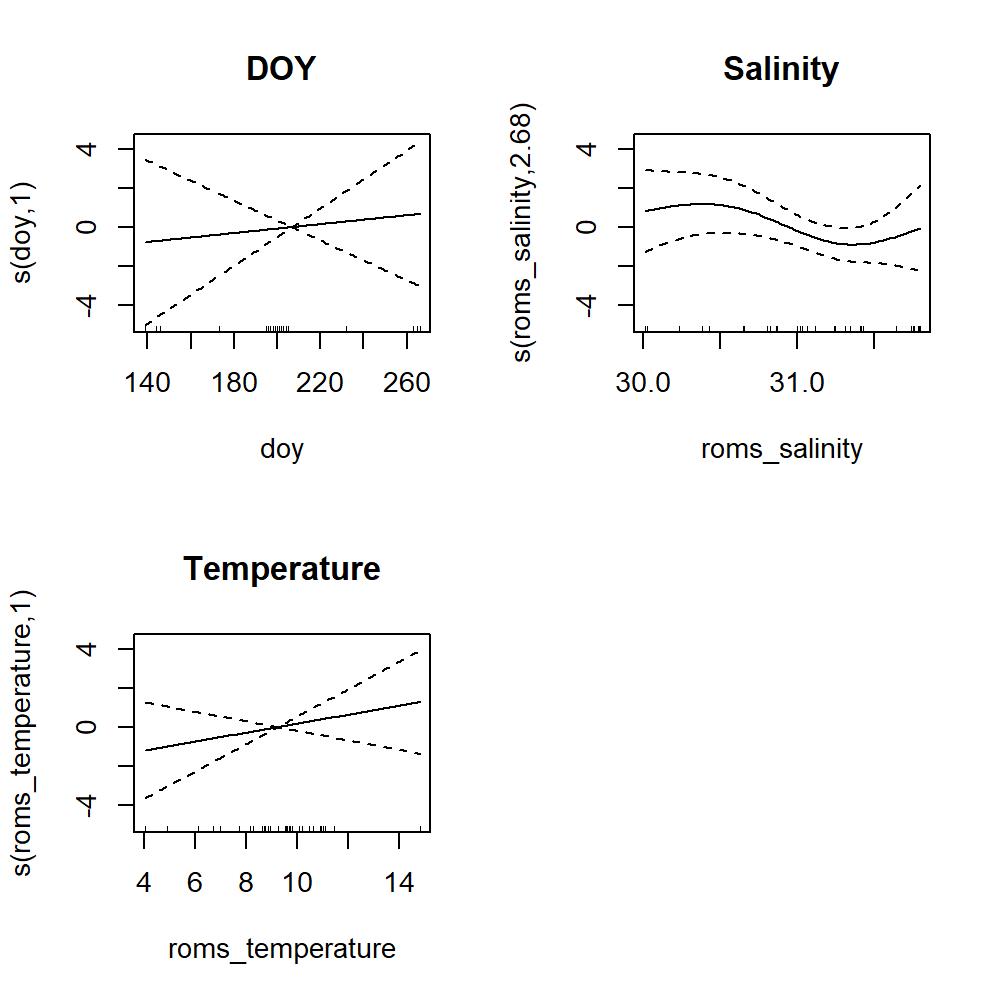 DOY
s(doy,1)
4
0
-4
140 180 220 260
doy
Salinity
s(roms_salinity,2.68)
4
0
-4
30.0 31.0
roms_salinity
Temperature
s(roms_temperature,1)
4
0
-4
4 6 8 10 14
roms_temperature